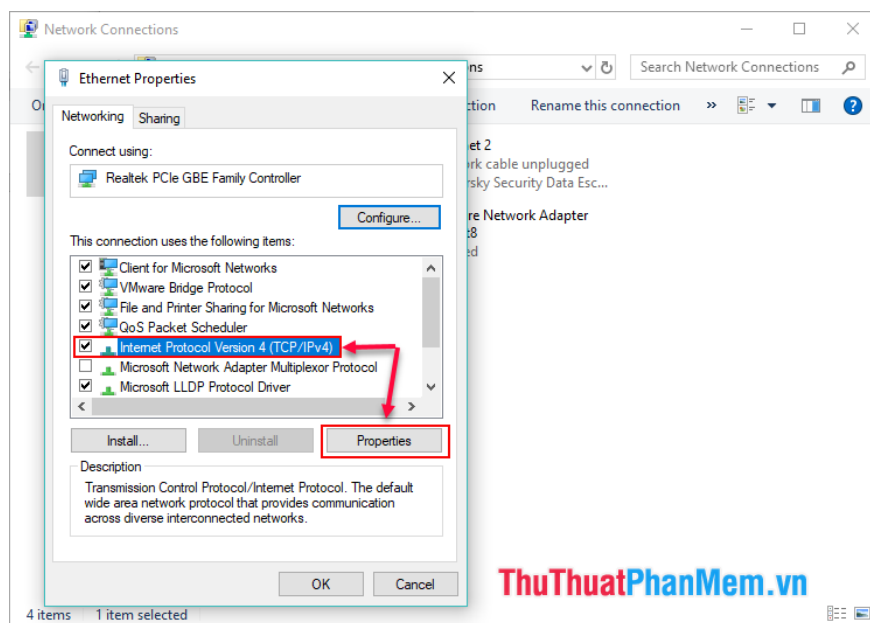 Network Connections
Ethernet Properties
ns
Search Network Connections
Networking
Sharing
Or
ction
Rename this connection
»
Connect using:
et 2
Realtek PCIe GBE Family Controller
rk cable unplugged
rsky Security Data Esc...
Configure...
re Network Adapter
t8
ed
This connection uses the following items:
Client for Microsoft Networks
VMware Bridge Protocol
File and Printer Sharing for Microsoft Networks
QoS Packet Scheduler
Internet Protocol Version 4 (TCP/IPv4)
Microsoft Network Adapter Multiplexor Protocol
Microsoft LLDP Protocol Driver
Install...
Uninstall
Properties
Description
Transmission Control Protocol/Internet Protocol. The default
wide area network protocol that provides communication
across diverse interconnected networks.
OK
Cancel
ThuThuatPhanMem.vn
4 items
1 item selected